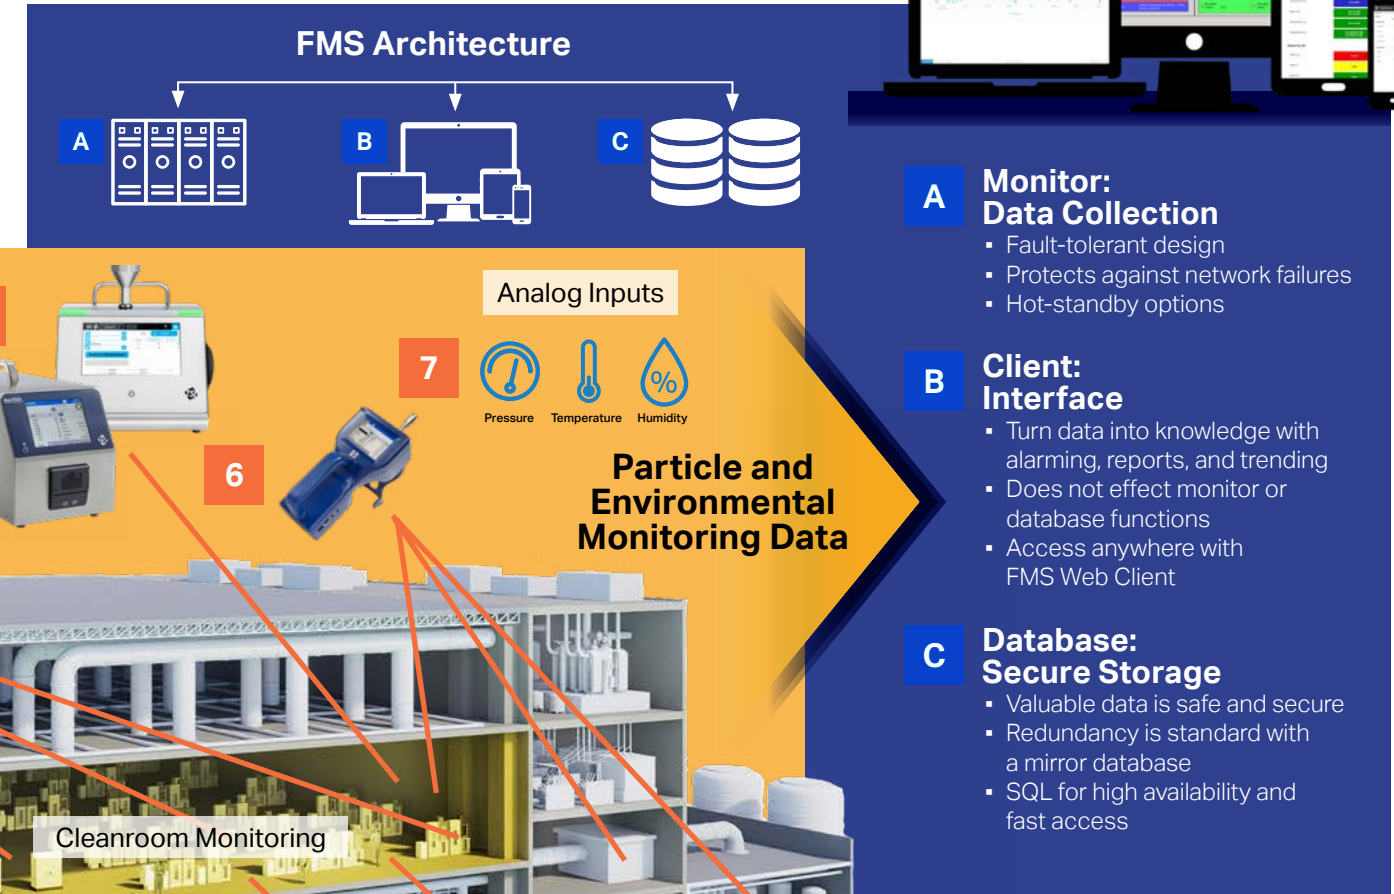 FMS Architecture
A
B
C
Analog Inputs
7
Pressure
Temperature
%
Humidity
6
Particle and
Environmental
Monitoring Data
Cleanroom Monitoring
A
Monitor:
Data Collection
▪ Fault-tolerant design
▪ Protects against network failures
▪ Hot-standby options
B
Client:
Interface
▪ Turn data into knowledge with
alarming, reports, and trending
▪ Does not effect monitor or
database functions
▪ Access anywhere with
FMS Web Client
C
Database:
Secure Storage
▪ Valuable data is safe and secure
▪ Redundancy is standard with
a mirror database
▪ SQL for high availability and
fast access